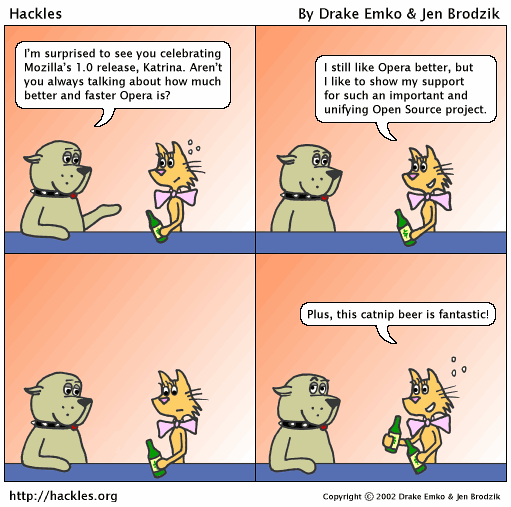 Hackles
By Drake Emko & Jen Brodzik
I'm surprised to see you celebrating
Mozilla's 1.0 release, Katrina. Aren't
you always talking about how much
better and faster Opera is?
I still like Opera better, but
I like to show my support
for such an important and
unifying Open Source project.
Plus, this catnip beer is fantastic!
http://hackles.org
Copyright © 2002 Drake Emko & Jen Brodzik